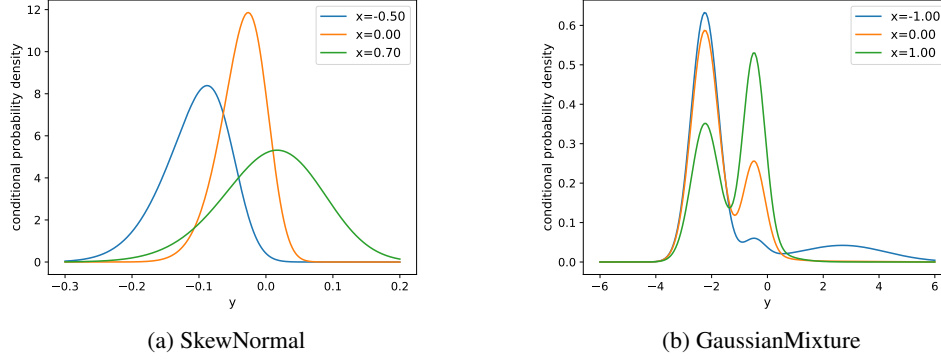 conditional probability density
12
10
8
6
4
2
0
−0.3 −0.2 −0.1 0.0 0.1 0.2
y
x=-0.50
x=0.00
x=0.70
(a) SkewNormal
conditional probability density
0.6
0.5
0.4
0.3
0.2
0.1
0.0
−6 −4 −2 0 2 4 6
y
x=-1.00
x=0.00
x=1.00
(b) GaussianMixture